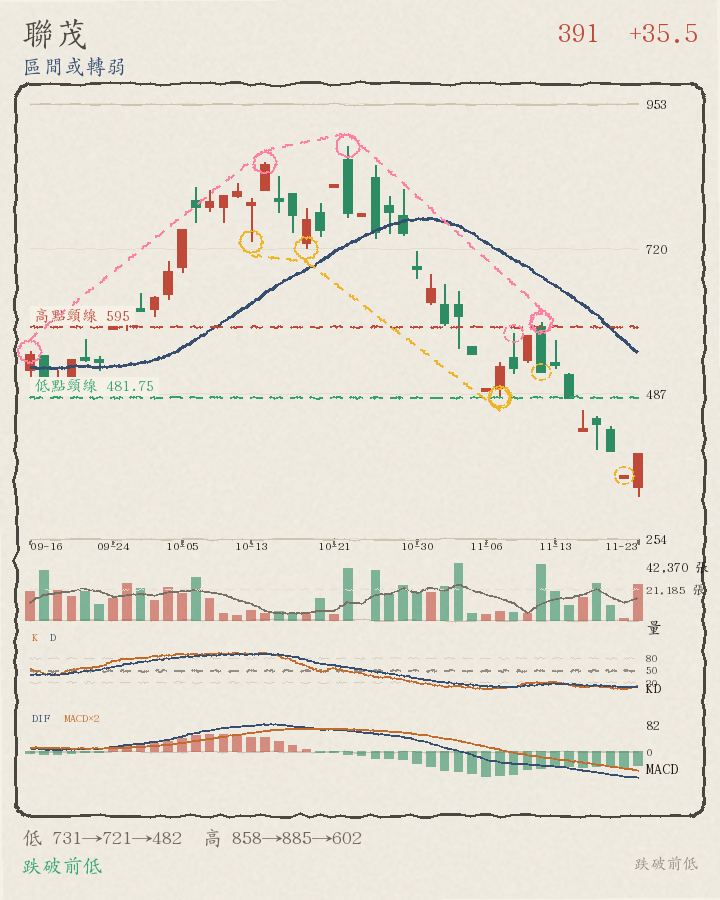 聯茂
391 +35.5
區間或轉弱
953
720
高點頸線 595
低點頸線 481.75
487
254
09-16 09-24 10-05 10-13 10-21 10-30 11-06 11-13 11-23
42,370 張
21,185 張
量
K D
80
50
20
KD
DIF MACD×2
82
0
MACD
低 731→721→482 高 858→885→602
跌破前低
跌破前低